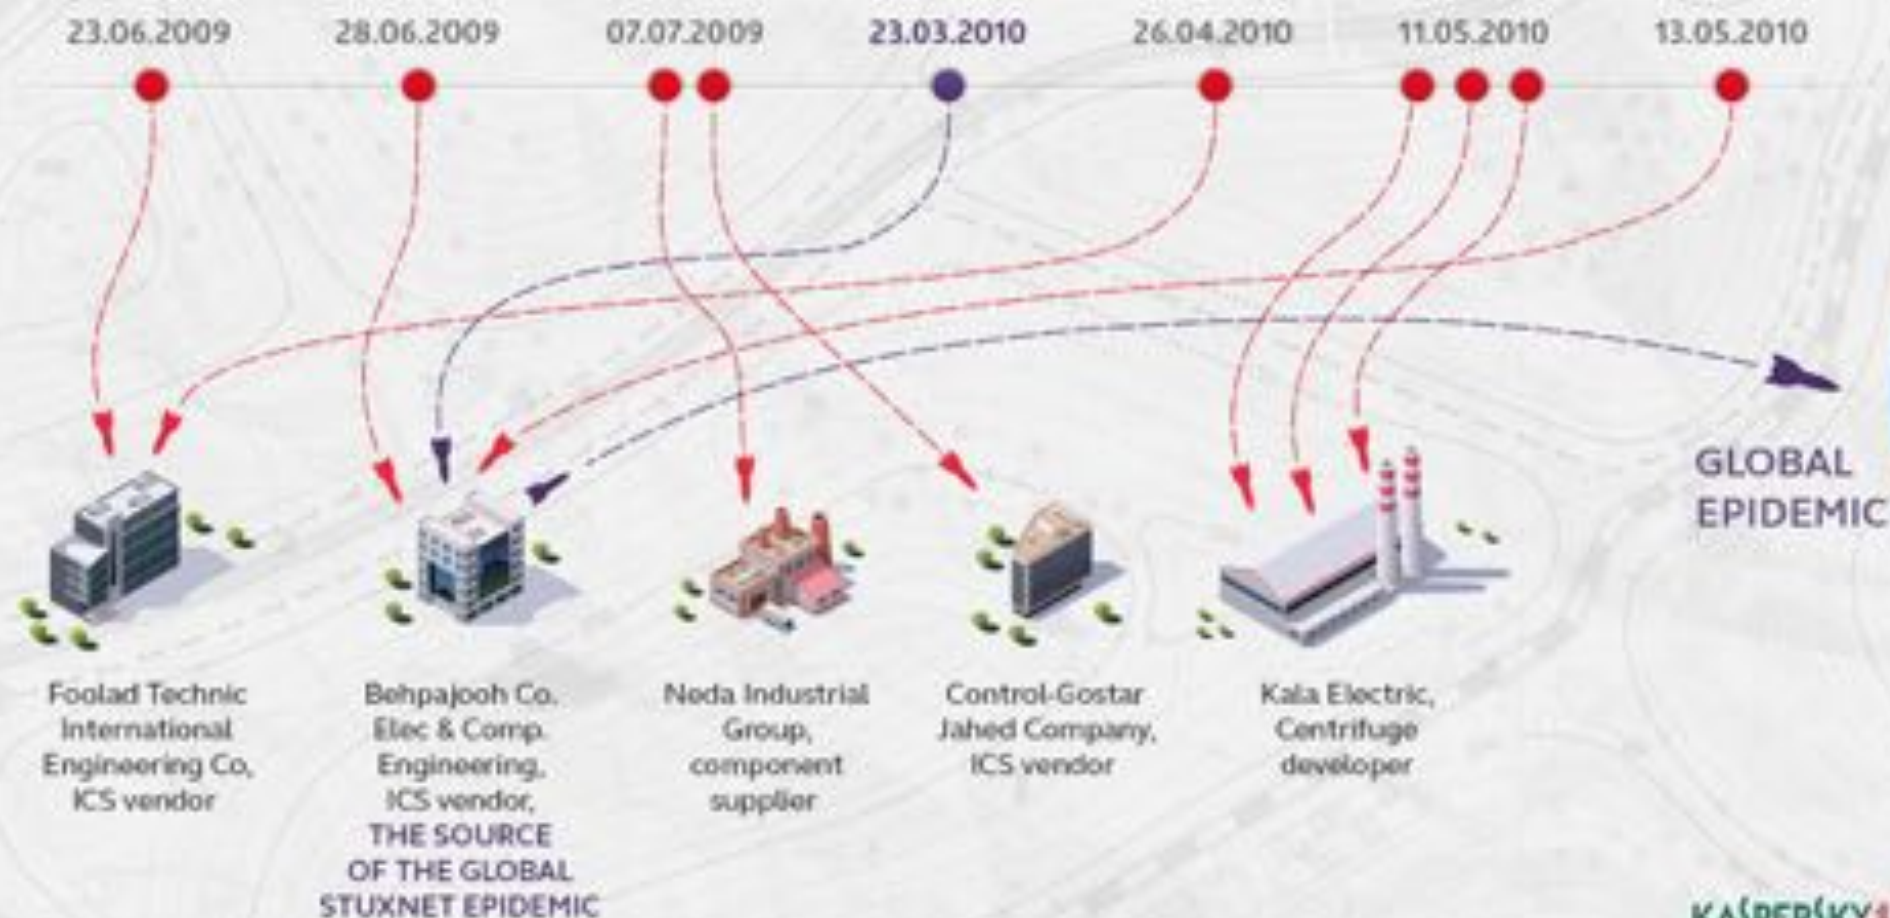 23.06.2009
28.06.2009
07.07.2009
23.03.2010
26.04.2010
11.05.2010
13.05.2010
GLOBAL
EPIDEMIC
Foolad Technic
International
Engineering Co,
ICS vendor
Behpajooh Co.
Elec & Comp.
Engineering,
ICS vendor,
THE SOURCE
OF THE GLOBAL
STUXNET EPIDEMIC
Neda Industrial
Group,
component
supplier
Control-Gostar
Jahed Company,
ICS vendor
Kala Electric,
Centrifuge
developer
KASPERSKY